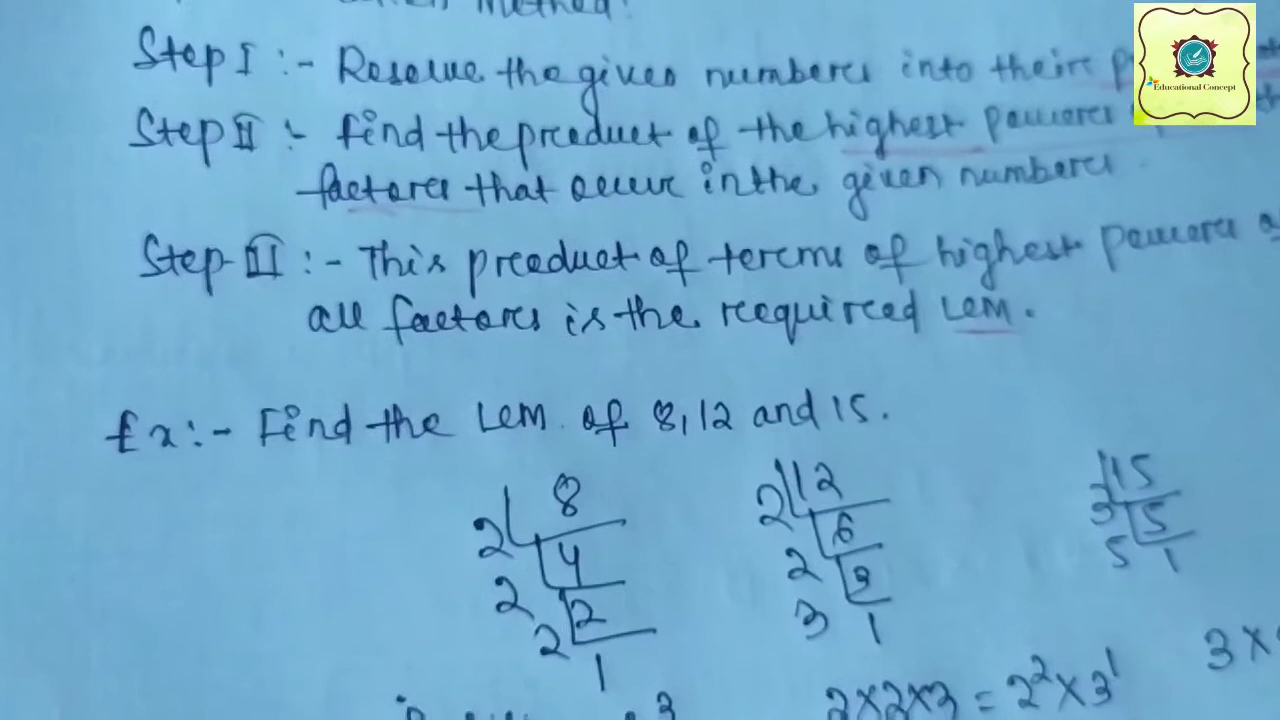 Method:
Step I :- Resolve the given numbers into their
Step II :- find the product of the highest powers
factors that occur in the given numbers.
Step III :- This product of terms of highest powers of
all factors is the required LCM.
Ex:- Find the LCM. of 8, 12 and 15.
2 8
2 4
2 2
1
2 12
2 6
3 3
1
3 15
5 5
1
2×2×3 = 2²×3¹
3×
Educational Concept